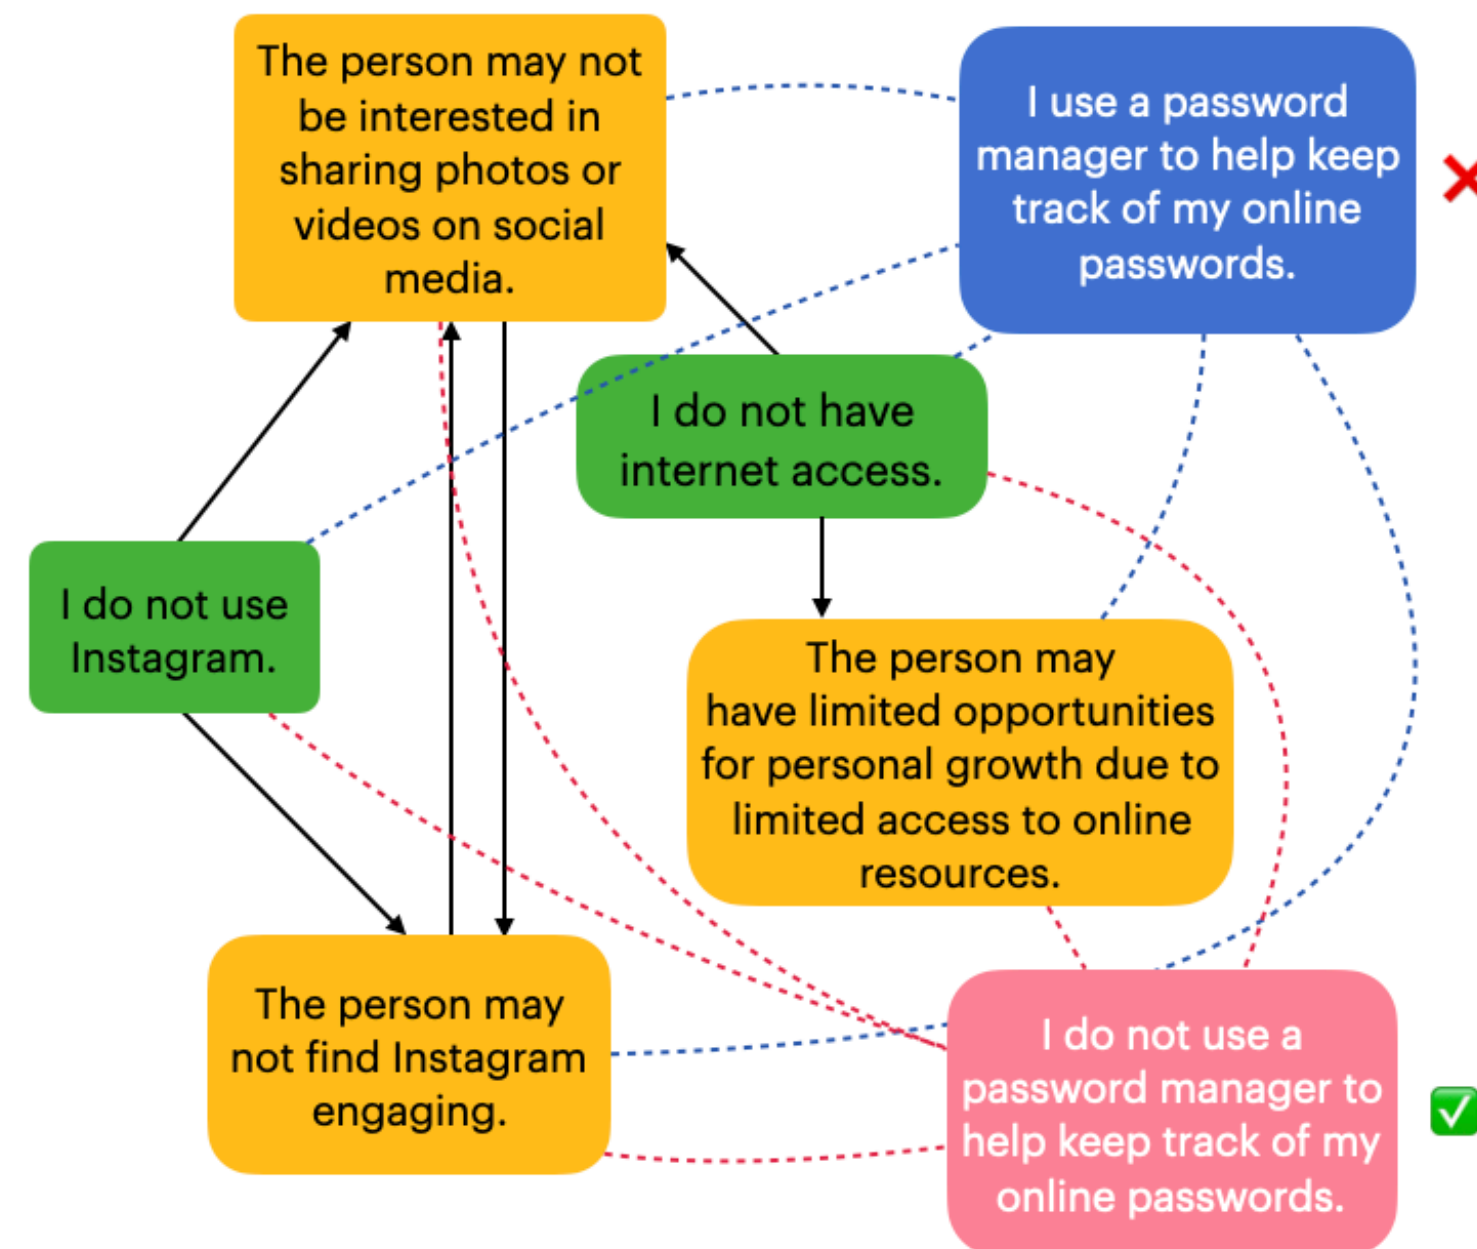 The person may not
be interested in
sharing photos or
videos on social
media.
I use a password
manager to help keep
track of my online
passwords.
I do not have
internet access.
I do not use
Instagram.
The person may
have limited opportunities
for personal growth due to
limited access to online
resources.
The person may
not find Instagram
engaging.
I do not use a
password manager to
help keep track of my
online passwords.